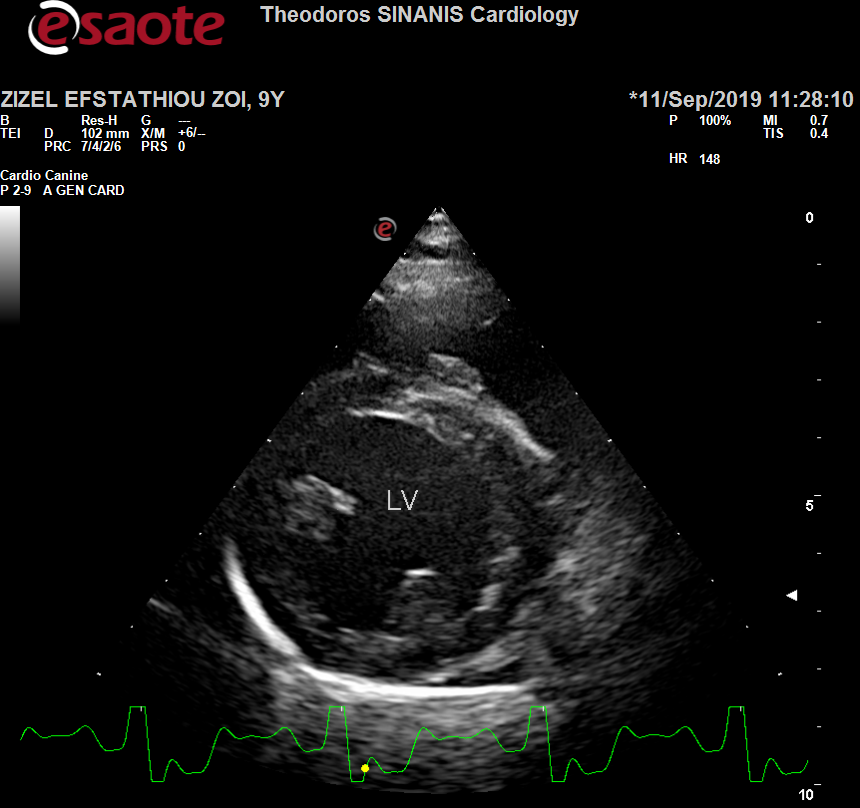 esaote
Theodoros SINANIS Cardiology
ZIZEL EFSTATHIOU ZOI, 9Y
*11/Sep/2019 11:28:10
B Res-H G ---
TEI D 102 mm X/M +6/--
PRC 7/4/2/6 PRS 0
P 100% MI 0.7
TIS 0.4
HR 148
Cardio Canine
P 2-9 A GEN CARD
e
0
LV
5
10